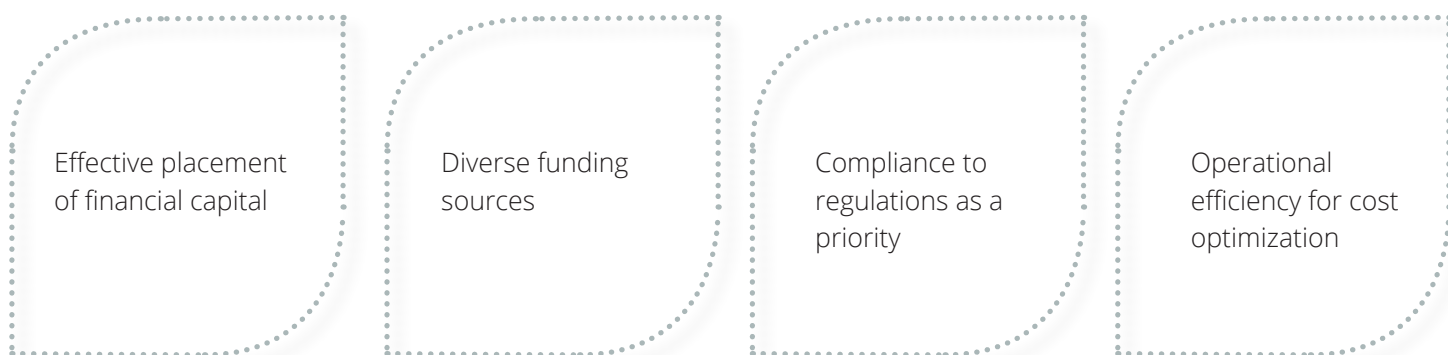 Effective placement
of financial capital
Diverse funding
sources
Compliance to
regulations as a
priority
Operational
efficiency for cost
optimization